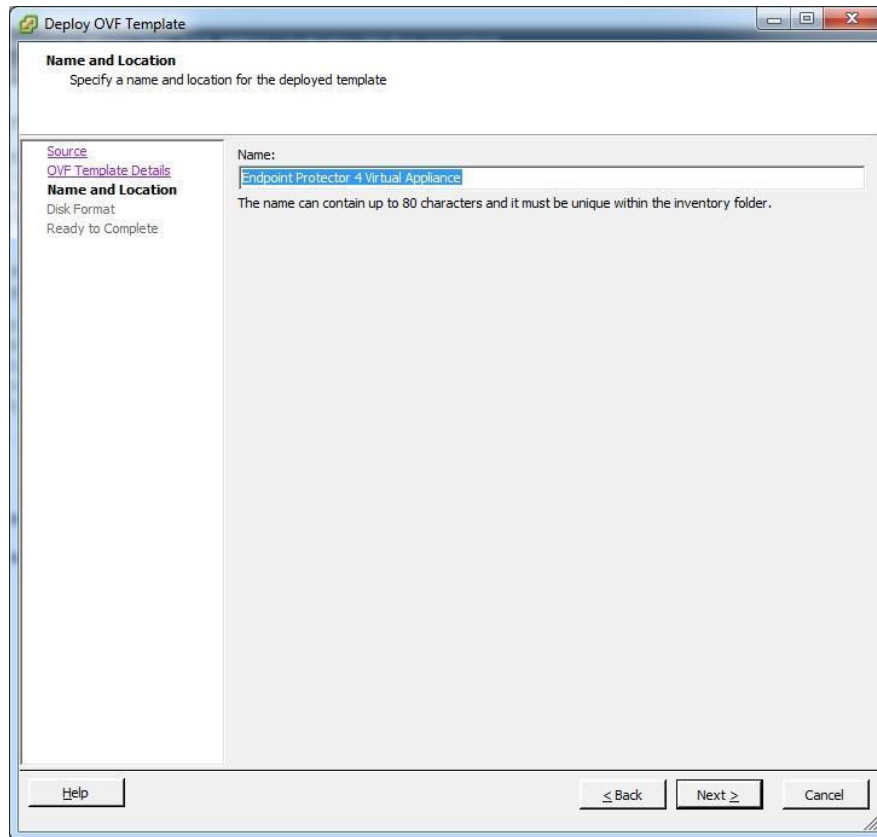 Deploy OVF Template
Name and Location
Specify a name and location for the deployed template
Source
OVF Template Details
Name and Location
Disk Format
Ready to Complete
Name:
Endpoint Protector 4 Virtual Appliance
The name can contain up to 80 characters and it must be unique within the inventory folder.
Help
< Back
Next >
Cancel